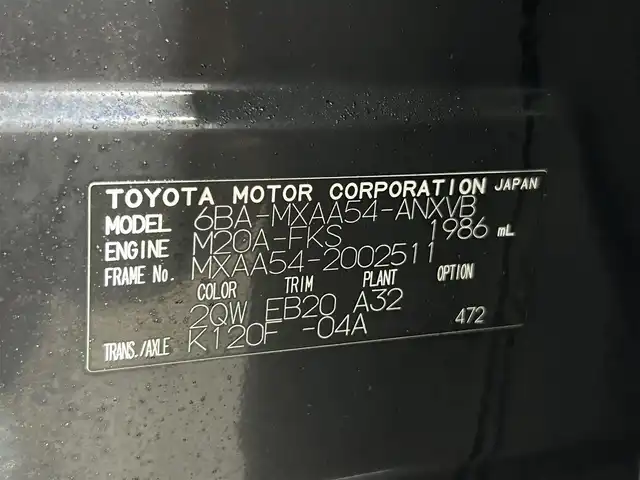 TOYOTA MOTOR CORPORATION JAPAN
MODEL 6BA-MXAA54-ANXVB
ENGINE M20A-FKS 1986 mL
FRAME No. MXAA54-2002511
COLOR TRIM PLANT OPTION
2QW EB20 A32
TRANS./AXLE K120F -04A 472